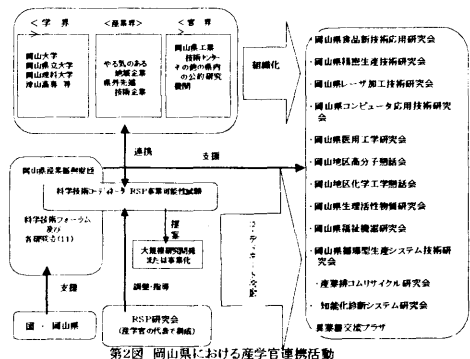 ＜学 界＞
岡山大学
岡山県立大学
岡山理科大学
津山高専 等
＜産業界＞
やる気のある
地域企業
県外先進
技術企業
＜官 界＞
岡山県工業
技術センター
その他の県内
の公的研究
機関
組織化
連携
支援
岡山県産業振興財団
科学技術コーディネータ RSP事業可能性試験
科学技術フォーラム
及び
各研究会(11)
提案
大規模研究開発
または事業化
調整・指導
支援
国・岡山県
RSP研究会
(産学官の代表で構成)
・岡山県食品新技術応用研究会
・岡山県精密生産技術研究会
・岡山県レーザ加工技術研究会
・岡山県コンピュータ応用技術研究
会
・岡山県医用工学研究会
・岡山地区高分子懇話会
・岡山地区化学工学懇話会
・岡山県生理活性物質研究会
・岡山県福祉機器研究会
・岡山県循環型生産システム技術研
究会
・産業排ゴムリサイクル研究会
・知能化診断システム研究会
異業種交流プラザ
第2図 岡山県における産学官連携活動